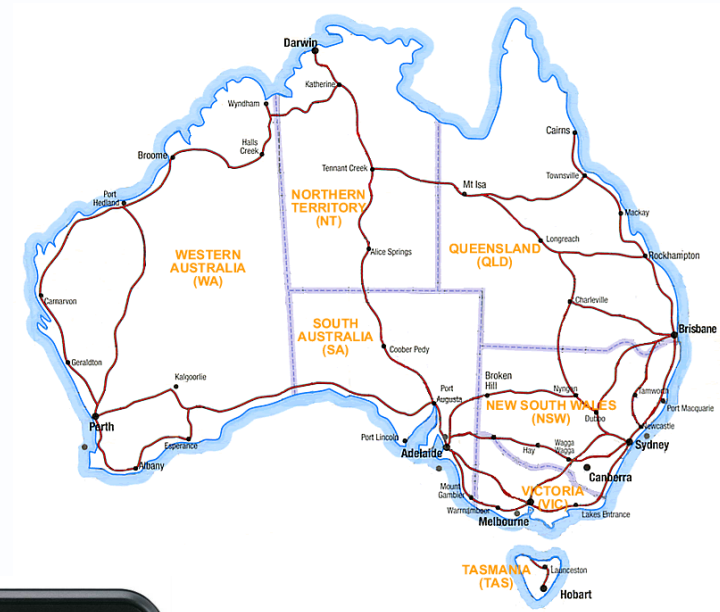 Darwin
Katherine
Wyndham
Cairns
Halls
Creek
Broome
Tennant Creek
Townsville
Mt Isa
Port
Hedland
NORTHERN
TERRITORY
(NT)
Mackay
Longreach
QUEENSLAND
(QLD)
Rockhampton
WESTERN
AUSTRALIA
(WA)
Alice Springs
Carnarvon
Charleville
SOUTH
AUSTRALIA
(SA)
Brisbane
Coober Pedy
Geraldton
Kalgoorlie
Broken
Hill
Port
Augusta
Nyngan
Tamworth
NEW SOUTH WALES
(NSW)
Port Macquarie
Dubbo
Perth
Newcastle
Port Lincoln
Esperance
Adelaide
Hay
Wagga
Wagga
Sydney
Albany
Canberra
Mount
Gambier
VICTORIA
(VIC)
Warrnambool
Lakes Entrance
Melbourne
TASMANIA
(TAS)
Launceston
Hobart